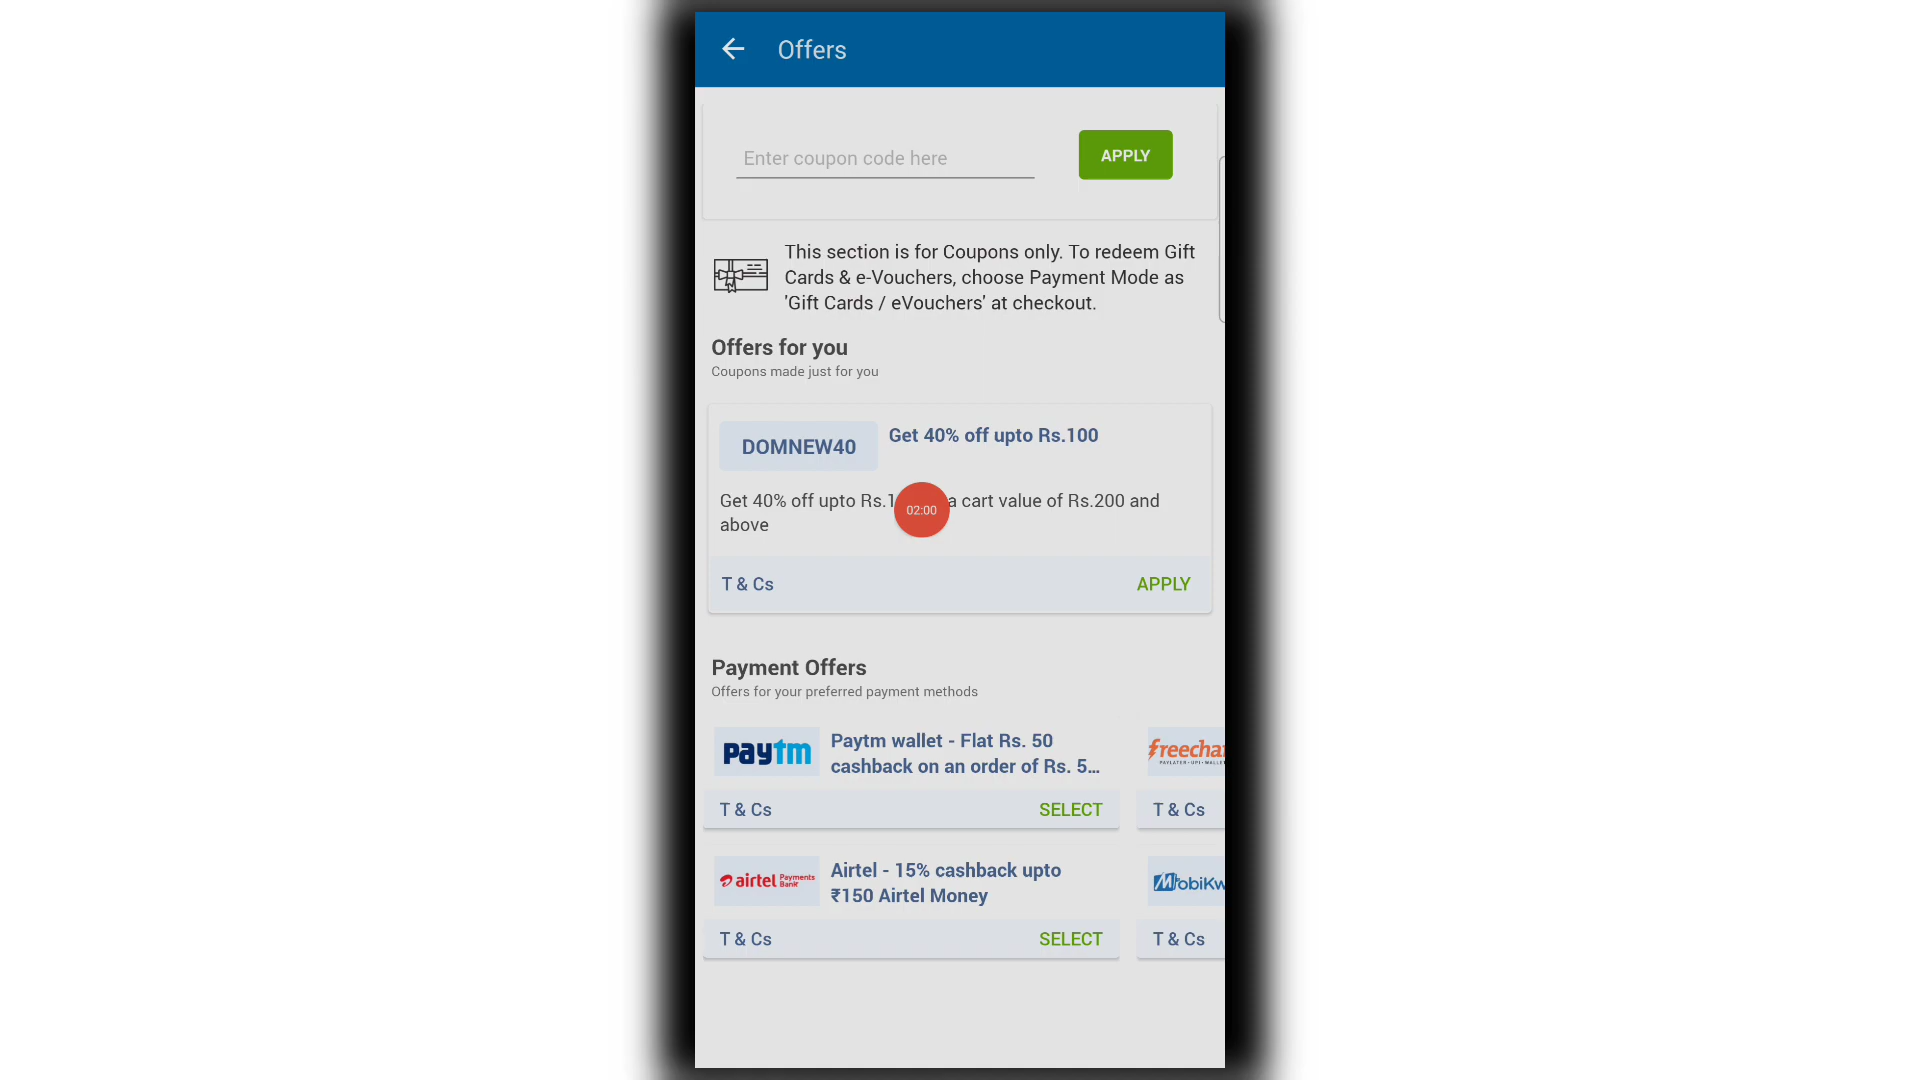 Offers
Enter coupon code here
APPLY
This section is for Coupons only. To redeem Gift
Cards & e-Vouchers, choose Payment Mode as
'Gift Cards / eVouchers' at checkout.
Offers for you
Coupons made just for you
DOMNEW40
Get 40% off upto Rs.100
Get 40% off upto Rs.1 a cart value of Rs.200 and
02:00
above
T & Cs
APPLY
Payment Offers
Offers for your preferred payment methods
paytm
Paytm wallet - Flat Rs. 50
cashback on an order of Rs. 5...
freechar
PAYLATER • UPI • WALLE
T & Cs
SELECT
T & Cs
airtel Payments Bank
Airtel - 15% cashback upto
₹150 Airtel Money
MobiKw
T & Cs
SELECT
T & Cs